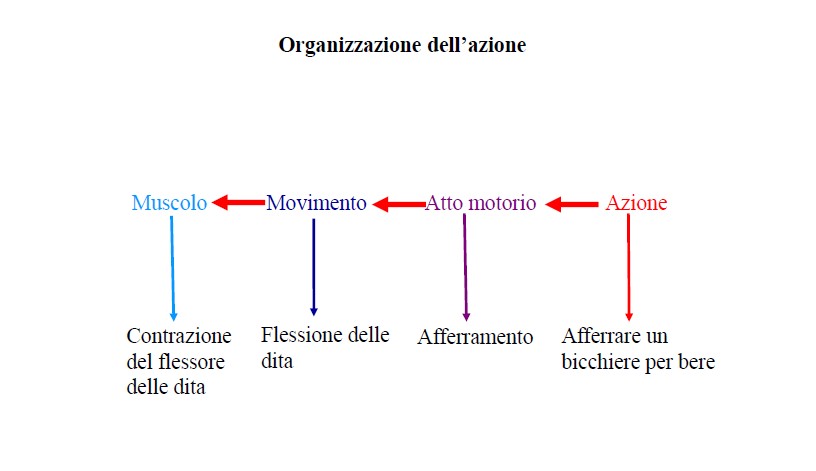 Organizzazione dell’azione
Muscolo Movimento Atto motorio Azione
Contrazione
del flessore
delle dita
Flessione delle
dita
Afferramento
Afferrare un
bicchiere per bere